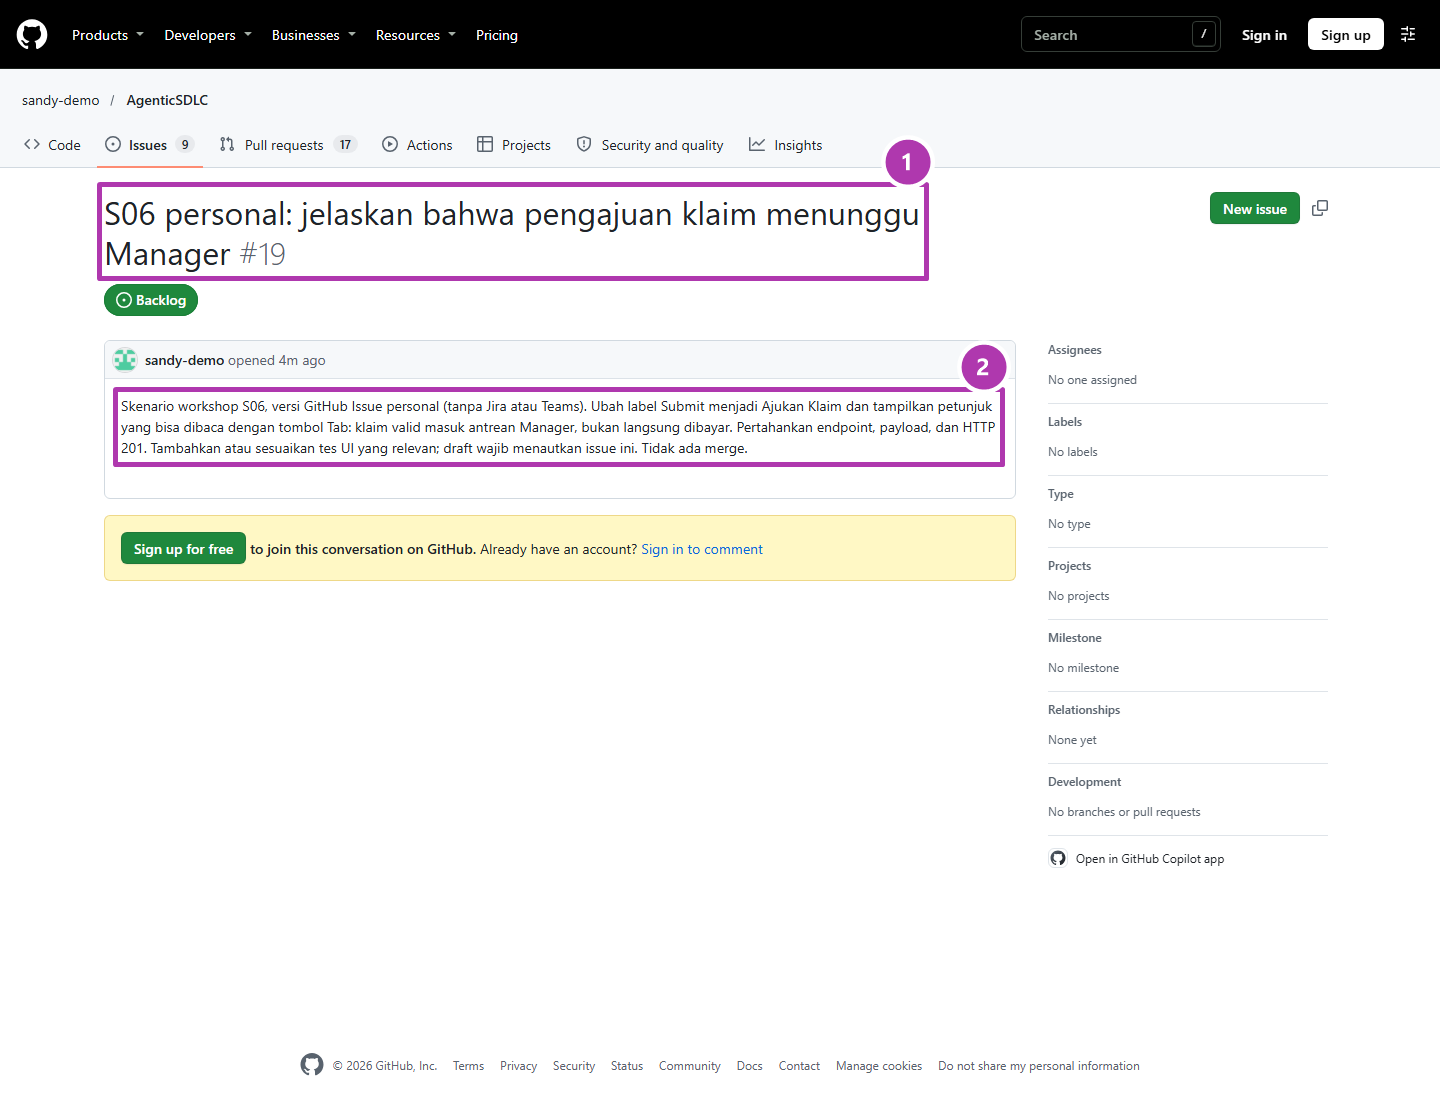 Products
Developers
Businesses
Resources
Pricing
Search
/
Sign in
Sign up
sandy-demo / AgenticSDLC
Code
Issues 9
Pull requests 17
Actions
Projects
Security and quality
Insights
1
S06 personal: jelaskan bahwa pengajuan klaim menunggu
Manager #19
New issue
Backlog
sandy-demo opened 4m ago
2
Skenario workshop S06, versi GitHub Issue personal (tanpa Jira atau Teams). Ubah label Submit menjadi Ajukan Klaim dan tampilkan petunjuk
yang bisa dibaca dengan tombol Tab: klaim valid masuk antrean Manager, bukan langsung dibayar. Pertahankan endpoint, payload, dan HTTP
201. Tambahkan atau sesuaikan tes UI yang relevan; draft wajib menautkan issue ini. Tidak ada merge.
Sign up for free to join this conversation on GitHub. Already have an account? Sign in to comment
Assignees
No one assigned
Labels
No labels
Type
No type
Projects
No projects
Milestone
No milestone
Relationships
None yet
Development
No branches or pull requests
Open in GitHub Copilot app
© 2026 GitHub, Inc.
Terms
Privacy
Security
Status
Community
Docs
Contact
Manage cookies
Do not share my personal information